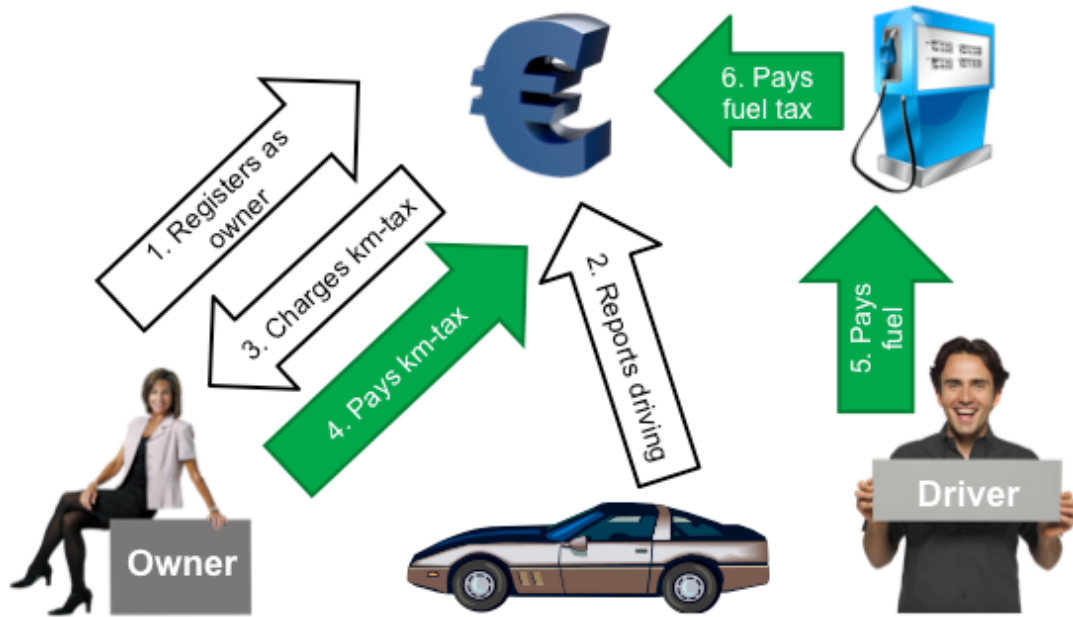 1. Registers as
owner
3. Charges km-tax
4. Pays km-tax
2. Reports driving
6. Pays
fuel tax
5. Pays
fuel
Owner
Driver